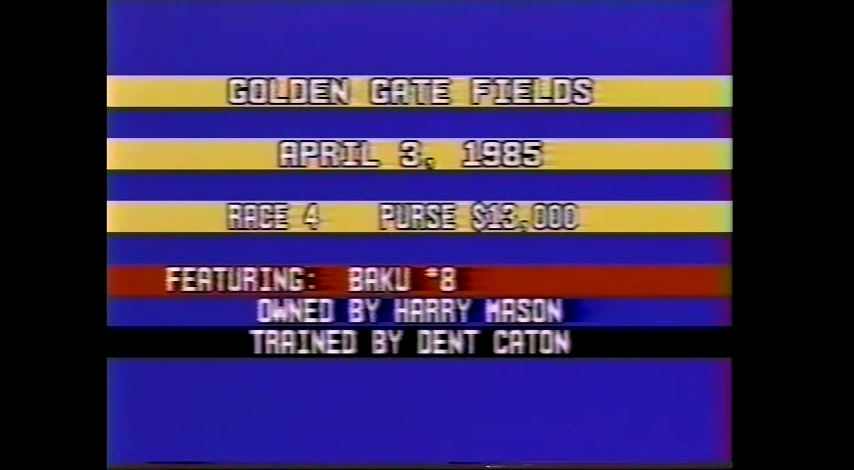 GOLDEN GATE FIELDS
APRIL 3, 1985
RACE 4 PURSE $13,000
FEATURING: BAKU *8
OWNED BY HARRY MASON
TRAINED BY DENT CATON